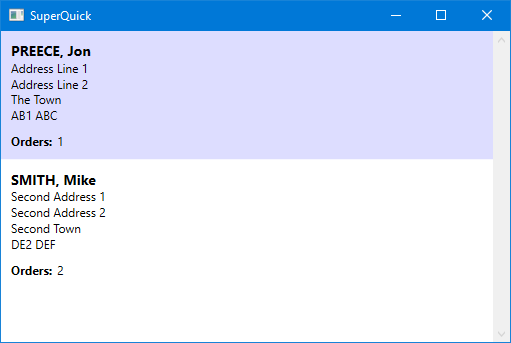 SuperQuick
PREECE, Jon
Address Line 1
Address Line 2
The Town
AB1 ABC
Orders: 1
SMITH, Mike
Second Address 1
Second Address 2
Second Town
DE2 DEF
Orders: 2